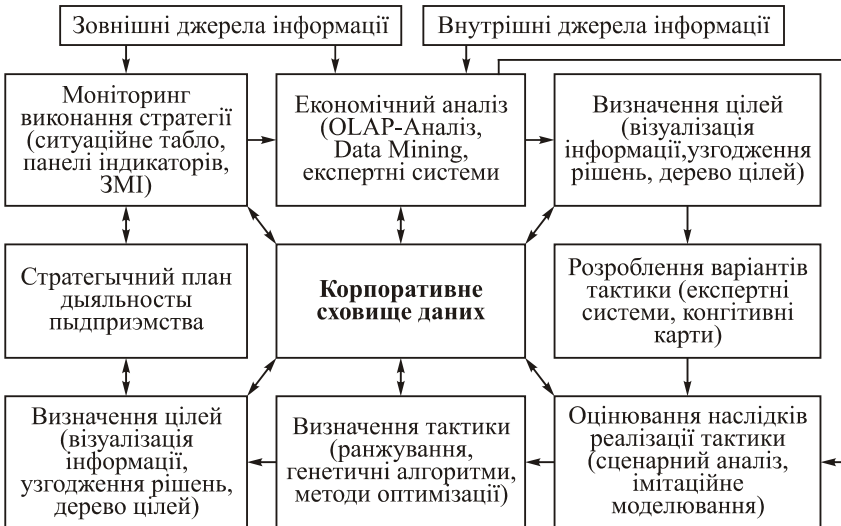 Зовнішні джерела інформації
Внутрішні джерела інформації
Моніторинг
виконання стратегії
(ситуаційне табло,
панелі індикаторів,
ЗМІ)
Економічний аналіз
(OLAP-Аналіз,
Data Mining,
експертні системи
Визначення цілей
(візуалізація
інформації,узгодження
рішень, дерево цілей)
Стратегычний план
дыяльносты
пыдприэмства
Корпоративне
сховище даних
Розроблення варіантів
тактики (експертні
системи, конгітивні
карти)
Визначення цілей
(візуалізація
інформації,
узгодження рішень,
дерево цілей)
Визначення тактики
(ранжування,
генетичні алгоритми,
методи оптимізації)
Оцінювання наслідків
реалізації тактики
(сценарний аналіз,
імітаційне
моделювання)